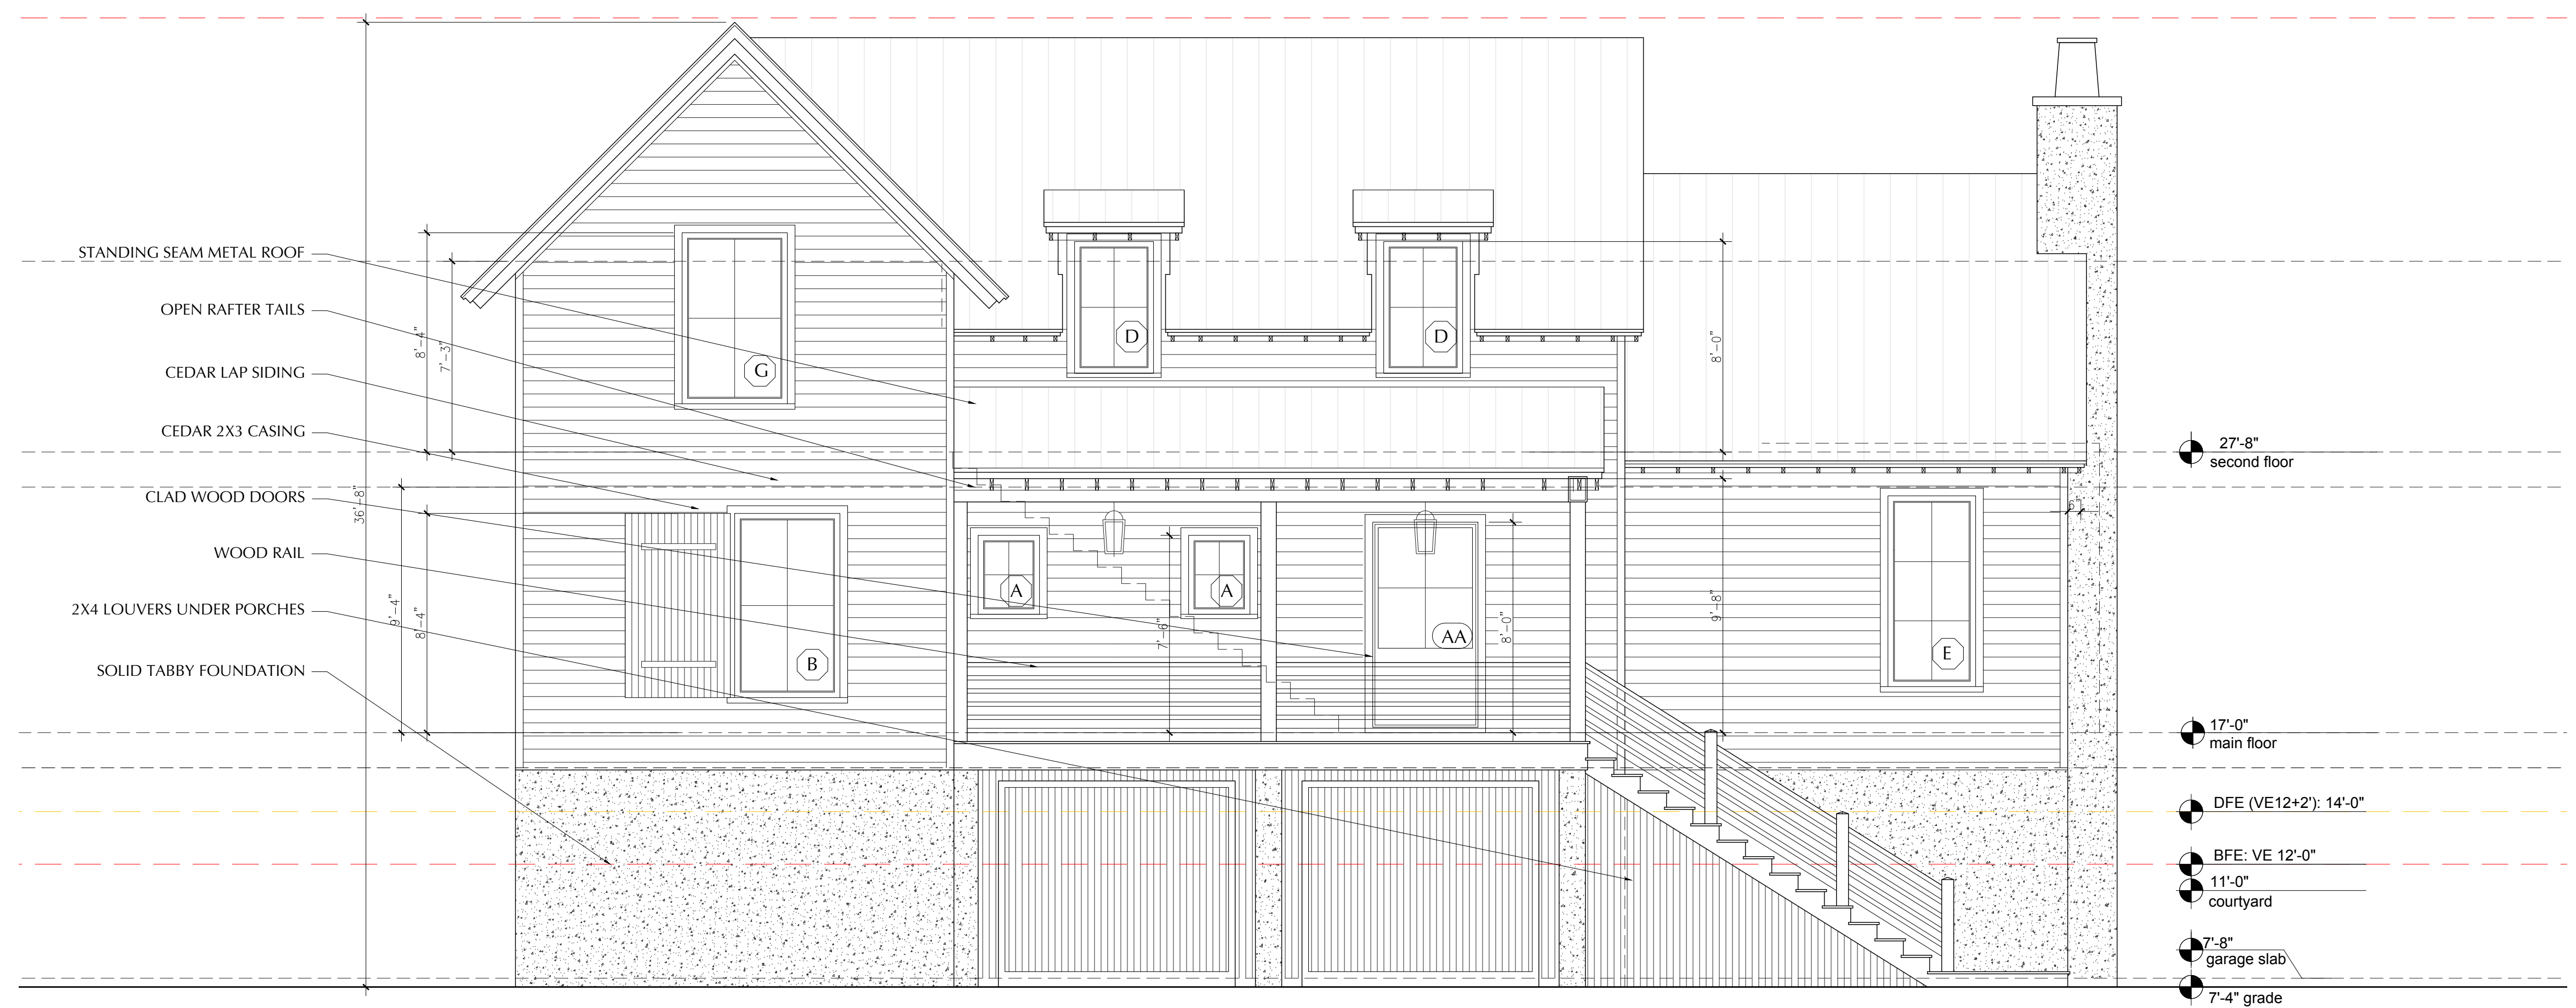 STANDING SEAM METAL ROOF
OPEN RAFTER TAILS
CEDAR LAP SIDING
CEDAR 2X3 CASING
CLAD WOOD DOORS
WOOD RAIL
2X4 LOUVERS UNDER PORCHES
SOLID TABBY FOUNDATION
36'-8"
8'-4"
7'-3"
9'-4"
8'-4"
G
B
D
D
A
A
7'-6"
AA
8'-0"
8'-0"
9'-8"
E
6
27'-8"
second floor
17'-0"
main floor
DFE (VE12+2'): 14'-0"
BFE: VE 12'-0"
11'-0"
courtyard
7'-8"
garage slab
7'-4" grade